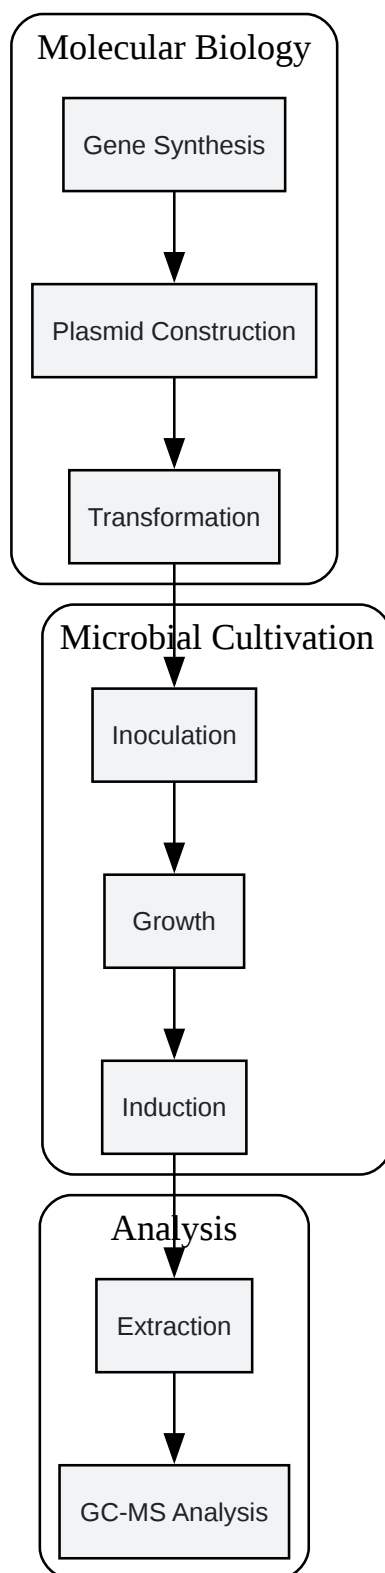 Molecular Biology
Gene Synthesis
Plasmid Construction
Transformation
Microbial Cultivation
Inoculation
Growth
Induction
Analysis
Extraction
GC-MS Analysis